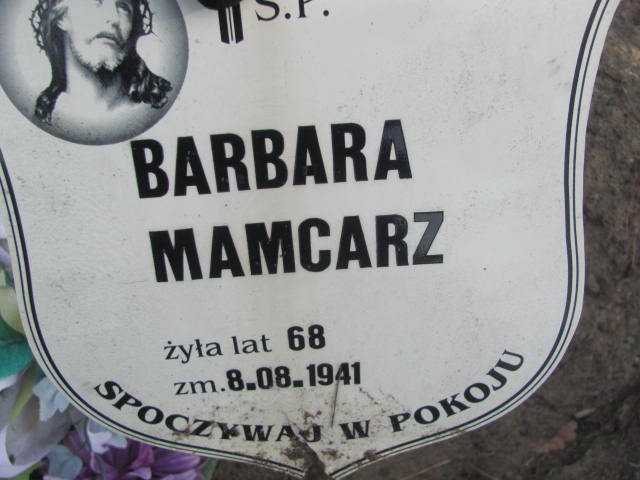 Ś.P.
BARBARA
MAMCARZ
żyła lat 68
zm. 8.08.1941
SPOCZYWAJ W POKOJU